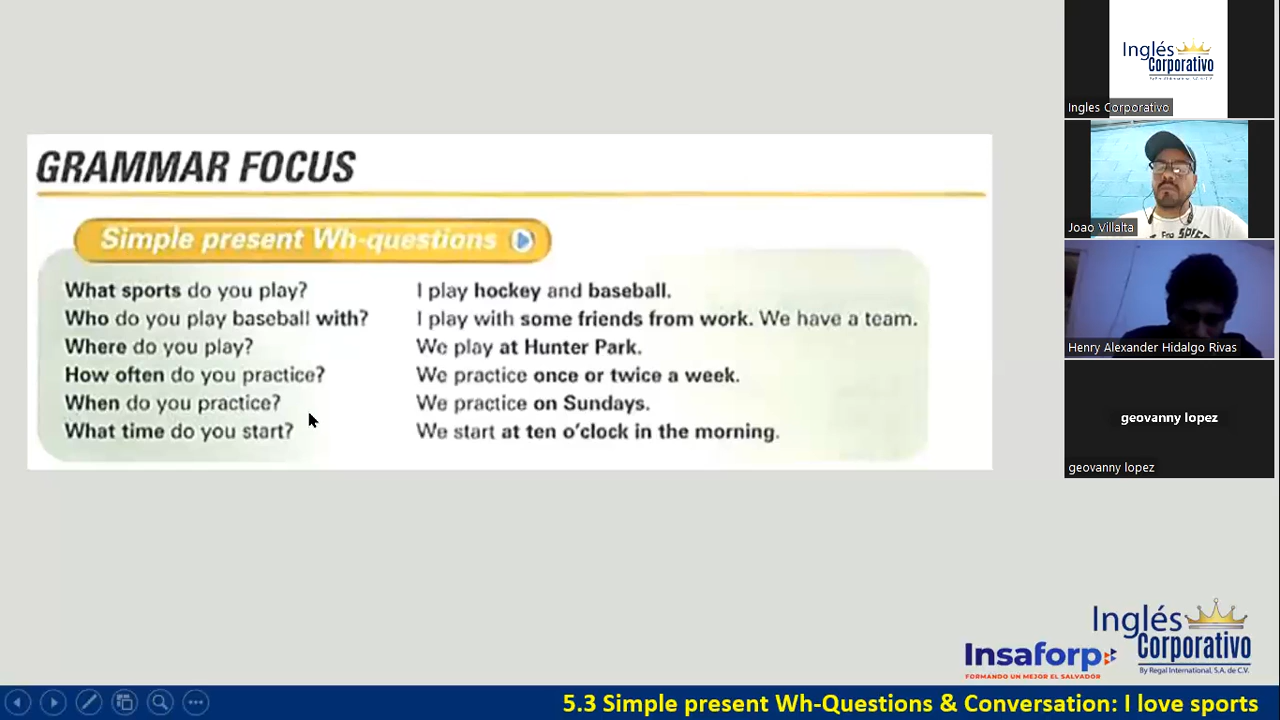 GRAMMAR FOCUS
Simple present Wh-questions
What sports do you play? I play hockey and baseball.
Who do you play baseball with? I play with some friends from work. We have a team.
Where do you play? We play at Hunter Park.
How often do you practice? We practice once or twice a week.
When do you practice? We practice on Sundays.
What time do you start? We start at ten o'clock in the morning.
Inglés
Corporativo
Ingles Corporativo
Joao Villalta
Henry Alexander Hidalgo Rivas
geovanny lopez
geovanny lopez
Insaforp
FORMANDO UN MEJOR EL SALVADOR
Inglés
Corporativo
By Regal International, S.A. de C.V.
5.3 Simple present Wh-Questions & Conversation: I love sports